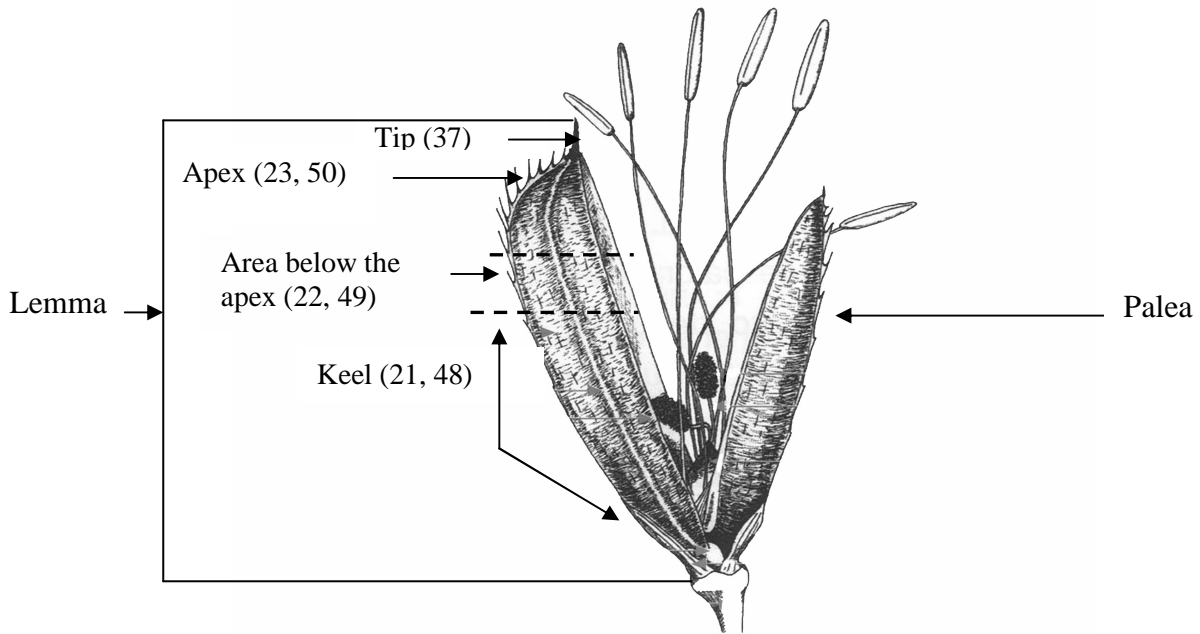 Tip (37)
Apex (23, 50)
Area below the
apex (22, 49)
Lemma
Palea
Keel (21, 48)